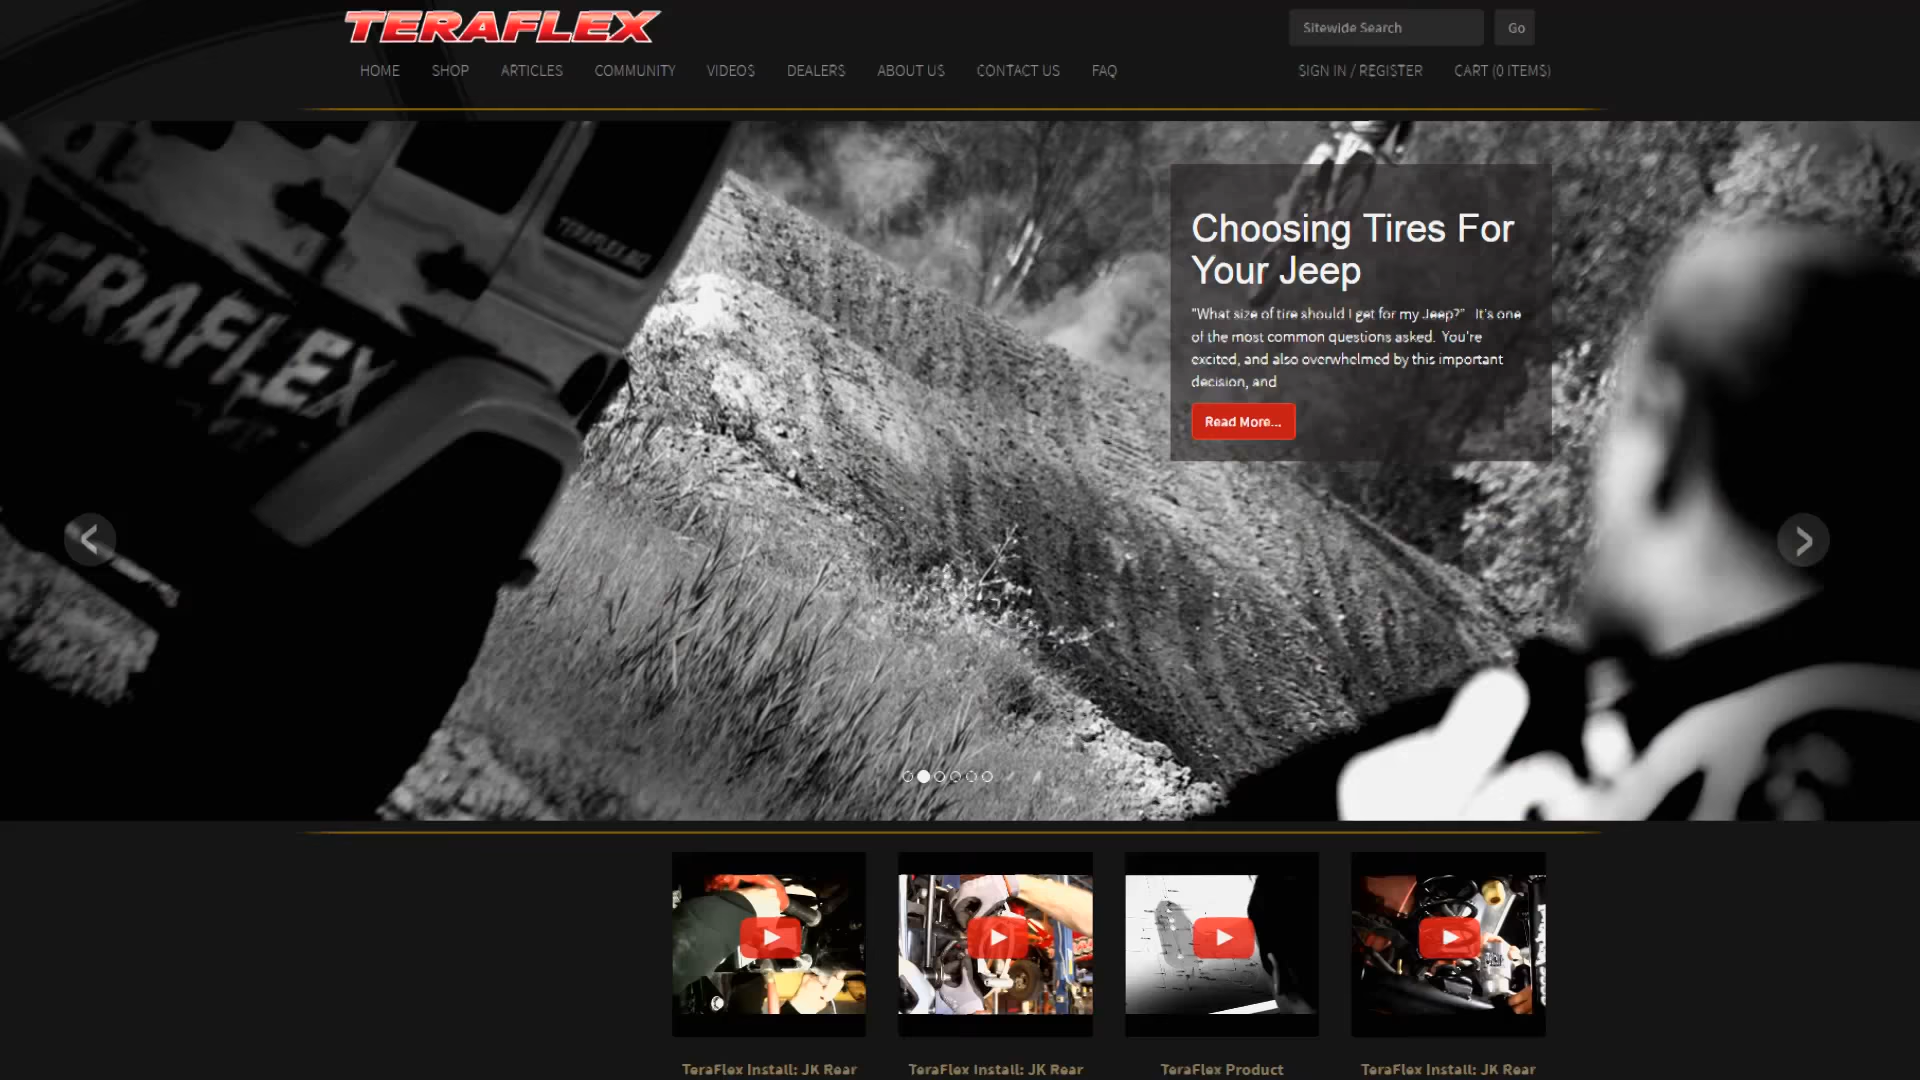 TERAFLEX
Sitewide Search
Go
HOME
SHOP
ARTICLES
COMMUNITY
VIDEOS
DEALERS
ABOUT US
CONTACT US
FAQ
SIGN IN / REGISTER
CART (0 ITEMS)
TERAFLEX
Choosing Tires For
Your Jeep
"What size of tire should I get for my Jeep?" It's one
of the most common questions asked. You're
excited, and also overwhelmed by this important
decision, and
Read More...
TeraFlex Install: JK Rear
TeraFlex Install: JK Rear
TeraFlex Product
TeraFlex Install: JK Rear